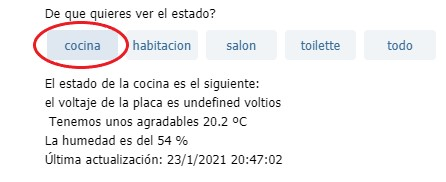 De que quieres ver el estado?
cocina habitacion salon toilette todo
El estado de la cocina es el siguiente:
el voltaje de la placa es undefined voltios
Tenemos unos agradables 20.2 ºC
La humedad es del 54 %
Última actualización: 23/1/2021 20:47:02